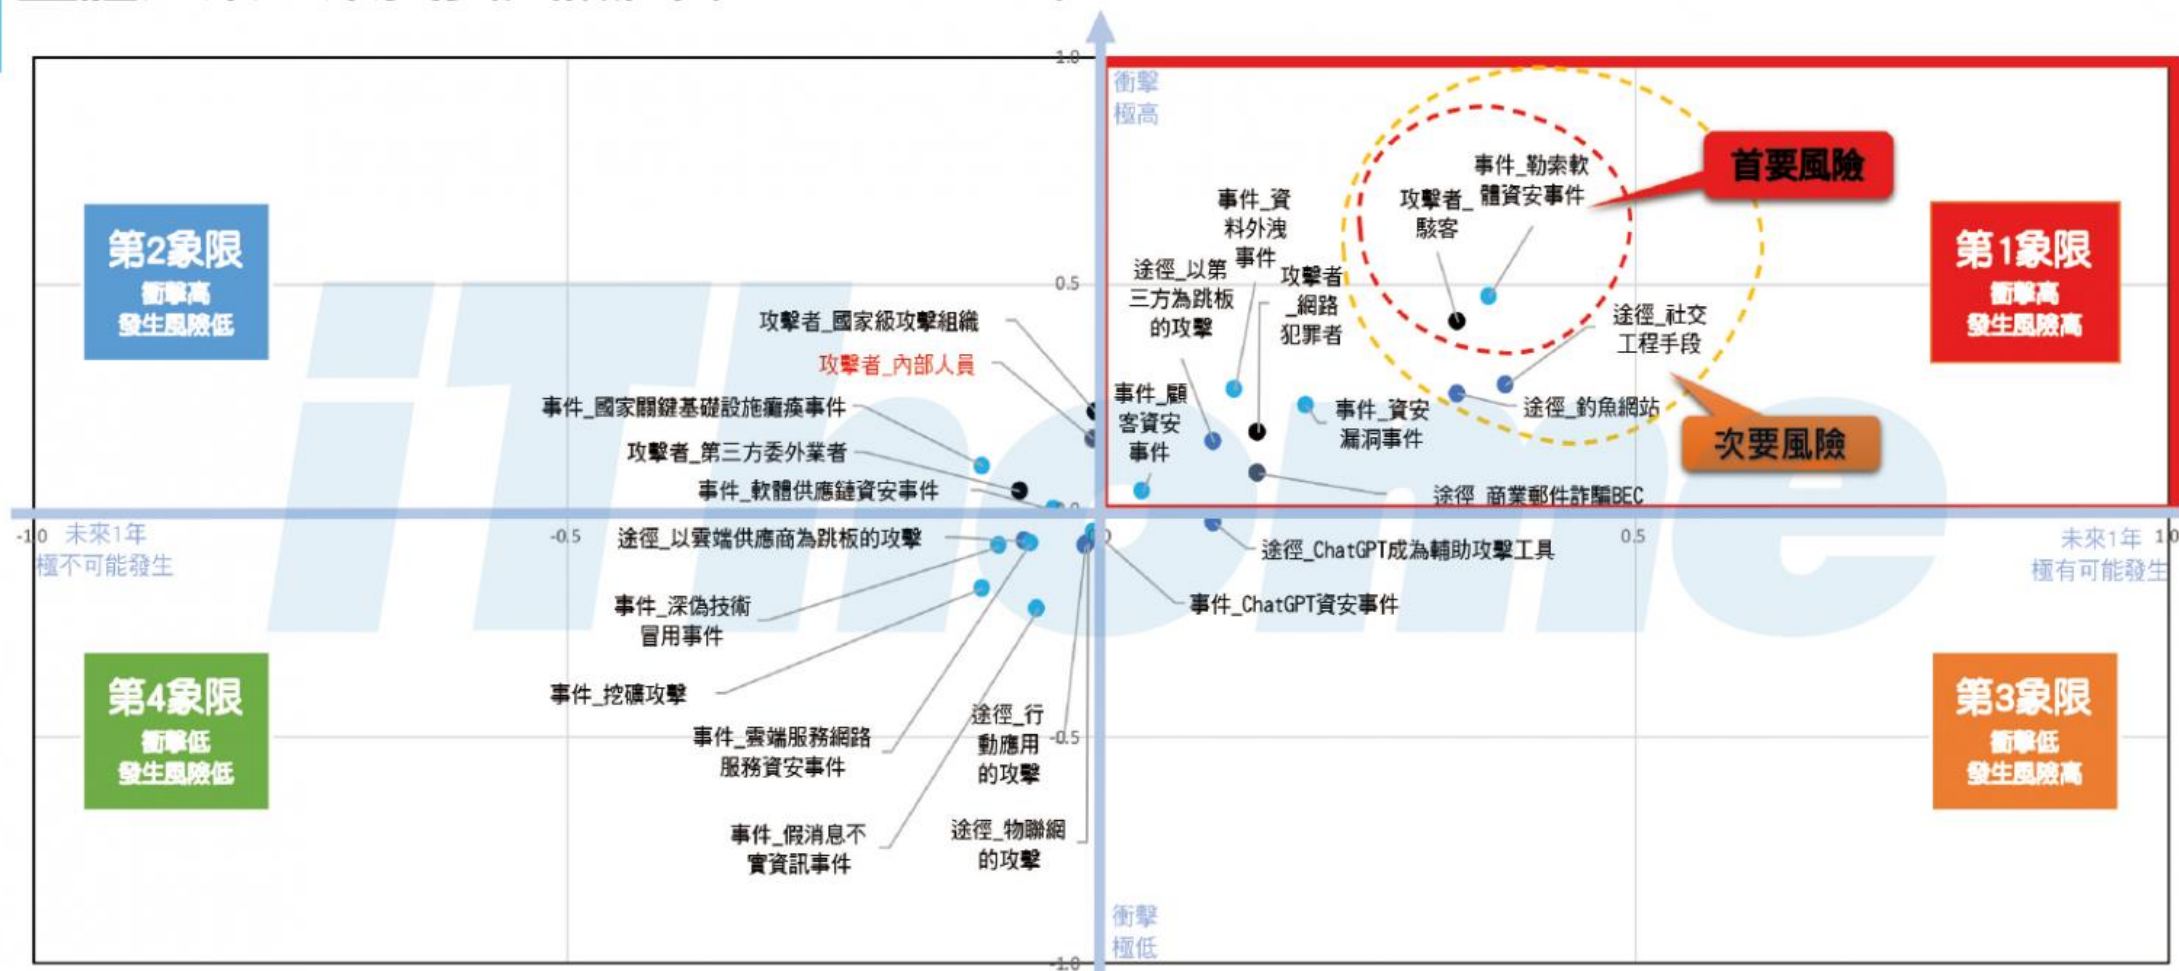 1.0
衝擊
極高
首要風險
事件_勒索軟
體資安事件
攻擊者_
駭客
事件_資
料外洩
事件
第2象限
衝擊高
發生風險低
第1象限
衝擊高
發生風險高
途徑_以第
三方為跳板
的攻擊
攻擊者
_網路
犯罪者
0.5
途徑_社交
工程手段
攻擊者_國家級攻擊組織
攻擊者_內部人員
事件_國家關鍵基礎設施癱瘓事件
事件_顧
客資安
事件
事件_資安
漏洞事件
途徑_釣魚網站
次要風險
攻擊者_第三方委外業者
事件_軟體供應鏈資安事件
途徑_商業郵件詐騙BEC
iThome
-1.0
未來1年
極不可能發生
-0.5
途徑_以雲端供應商為跳板的攻擊
途徑_ChatGPT成為輔助攻擊工具
0.5
未來1年
極有可能發生
1.0
事件_深偽技術
冒用事件
事件_ChatGPT資安事件
事件_挖礦攻擊
第4象限
衝擊低
發生風險低
第3象限
衝擊低
發生風險高
事件_雲端服務網路
服務資安事件
途徑_行
動應用
的攻擊
-0.5
事件_假消息不
實資訊事件
途徑_物聯網
的攻擊
衝擊
極低
-1.0